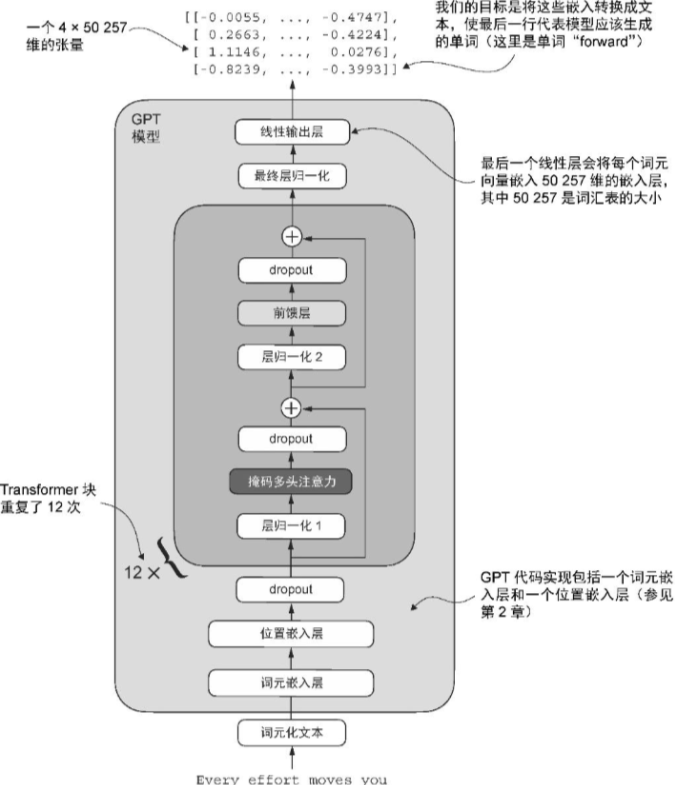 一个 4 × 50 257
维的张量
[[-0.0055, ..., -0.4747],
[ 0.2663, ..., -0.4224],
[ 1.1146, ..., 0.0276],
[-0.8239, ..., -0.3993]]
我们的目标是将这些嵌入转换成文
本，使最后一行代表模型应该生成
的单词（这里是单词“forward”）
GPT
模型
线性输出层
最终层归一化
最后一个线性层会将每个词元
向量嵌入 50 257 维的嵌入层，
其中 50 257 是词汇表的大小
dropout
前馈层
层归一化 2
dropout
掩码多头注意力
层归一化 1
Transformer 块
重复了 12 次
12 ×
dropout
位置嵌入层
词元嵌入层
GPT 代码实现包括一个词元嵌
入层和一个位置嵌入层（参见
第 2 章）
词元化文本
Every effort moves you